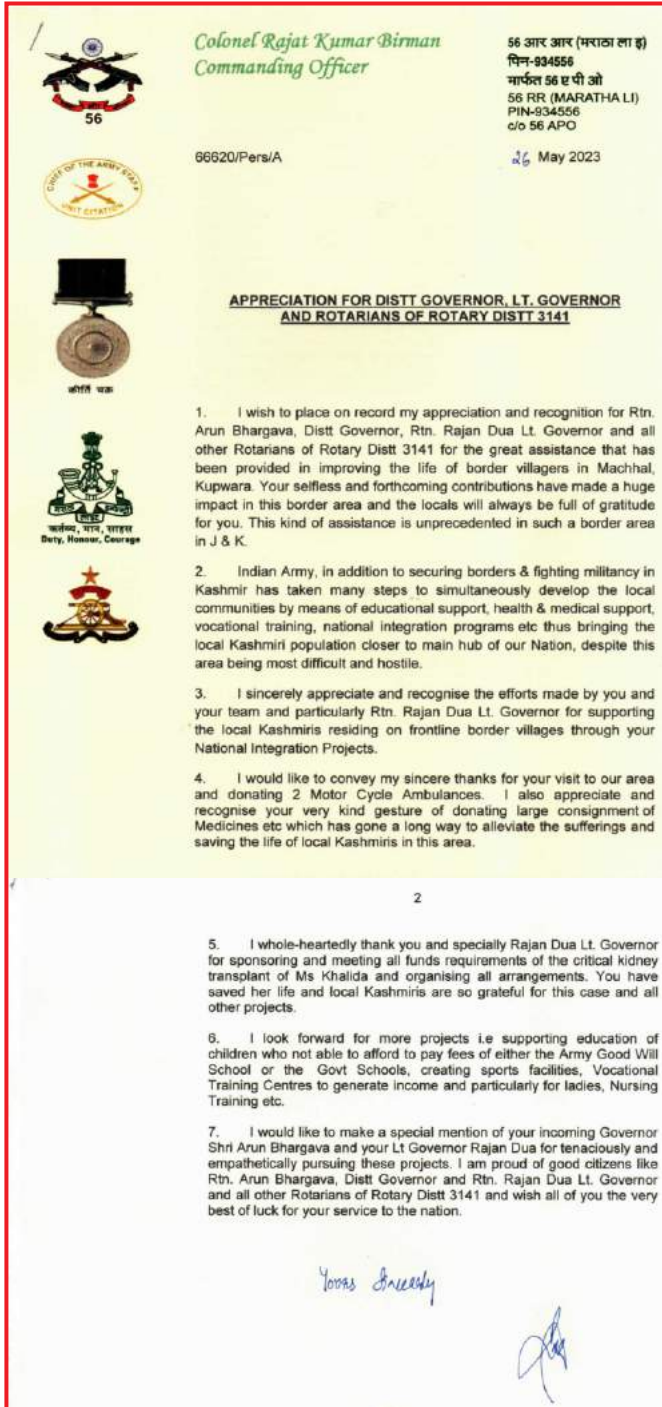 Colonel Rajat Kumar Birman
Commanding Officer
56 आर आर (मराठा ला इ)
पिन-934556
मार्फत 56 ए पी ओ
56 RR (MARATHA LI)
PIN-934556
c/o 56 APO
56
66620/Pers/A
26 May 2023
CHIEF OF THE ARMY STAFF
UNIT CITATION
कीर्ति चक्र
कर्तव्य, मान, साहस
Duty, Honour, Courage
APPRECIATION FOR DISTT GOVERNOR, LT. GOVERNOR
AND ROTARIANS OF ROTARY DISTT 3141
1. I wish to place on record my appreciation and recognition for Rtn.
Arun Bhargava, Distt Governor, Rtn. Rajan Dua Lt. Governor and all
other Rotarians of Rotary Distt 3141 for the great assistance that has
been provided in improving the life of border villagers in Machhal,
Kupwara. Your selfless and forthcoming contributions have made a huge
impact in this border area and the locals will always be full of gratitude
for you. This kind of assistance is unprecedented in such a border area
in J & K.
2. Indian Army, in addition to securing borders & fighting militancy in
Kashmir has taken many steps to simultaneously develop the local
communities by means of educational support, health & medical support,
vocational training, national integration programs etc thus bringing the
local Kashmiri population closer to main hub of our Nation, despite this
area being most difficult and hostile.
3. I sincerely appreciate and recognise the efforts made by you and
your team and particularly Rtn. Rajan Dua Lt. Governor for supporting
the local Kashmiris residing on frontline border villages through your
National Integration Projects.
4. I would like to convey my sincere thanks for your visit to our area
and donating 2 Motor Cycle Ambulances. I also appreciate and
recognise your very kind gesture of donating large consignment of
Medicines etc which has gone a long way to alleviate the sufferings and
saving the life of local Kashmiris in this area.
2
5. I whole-heartedly thank you and specially Rajan Dua Lt. Governor
for sponsoring and meeting all funds requirements of the critical kidney
transplant of Ms Khalida and organising all arrangements. You have
saved her life and local Kashmiris are so grateful for this case and all
other projects.
6. I look forward for more projects i.e supporting education of
children who not able to afford to pay fees of either the Army Good Will
School or the Govt Schools, creating sports facilities, Vocational
Training Centres to generate income and particularly for ladies, Nursing
Training etc.
7. I would like to make a special mention of your incoming Governor
Shri Arun Bhargava and your Lt Governor Rajan Dua for tenaciously and
empathetically pursuing these projects. I am proud of good citizens like
Rtn. Arun Bhargava, Distt Governor and Rtn. Rajan Dua Lt. Governor
and all other Rotarians of Rotary Distt 3141 and wish all of you the very
best of luck for your service to the nation.
Yours Sincerely